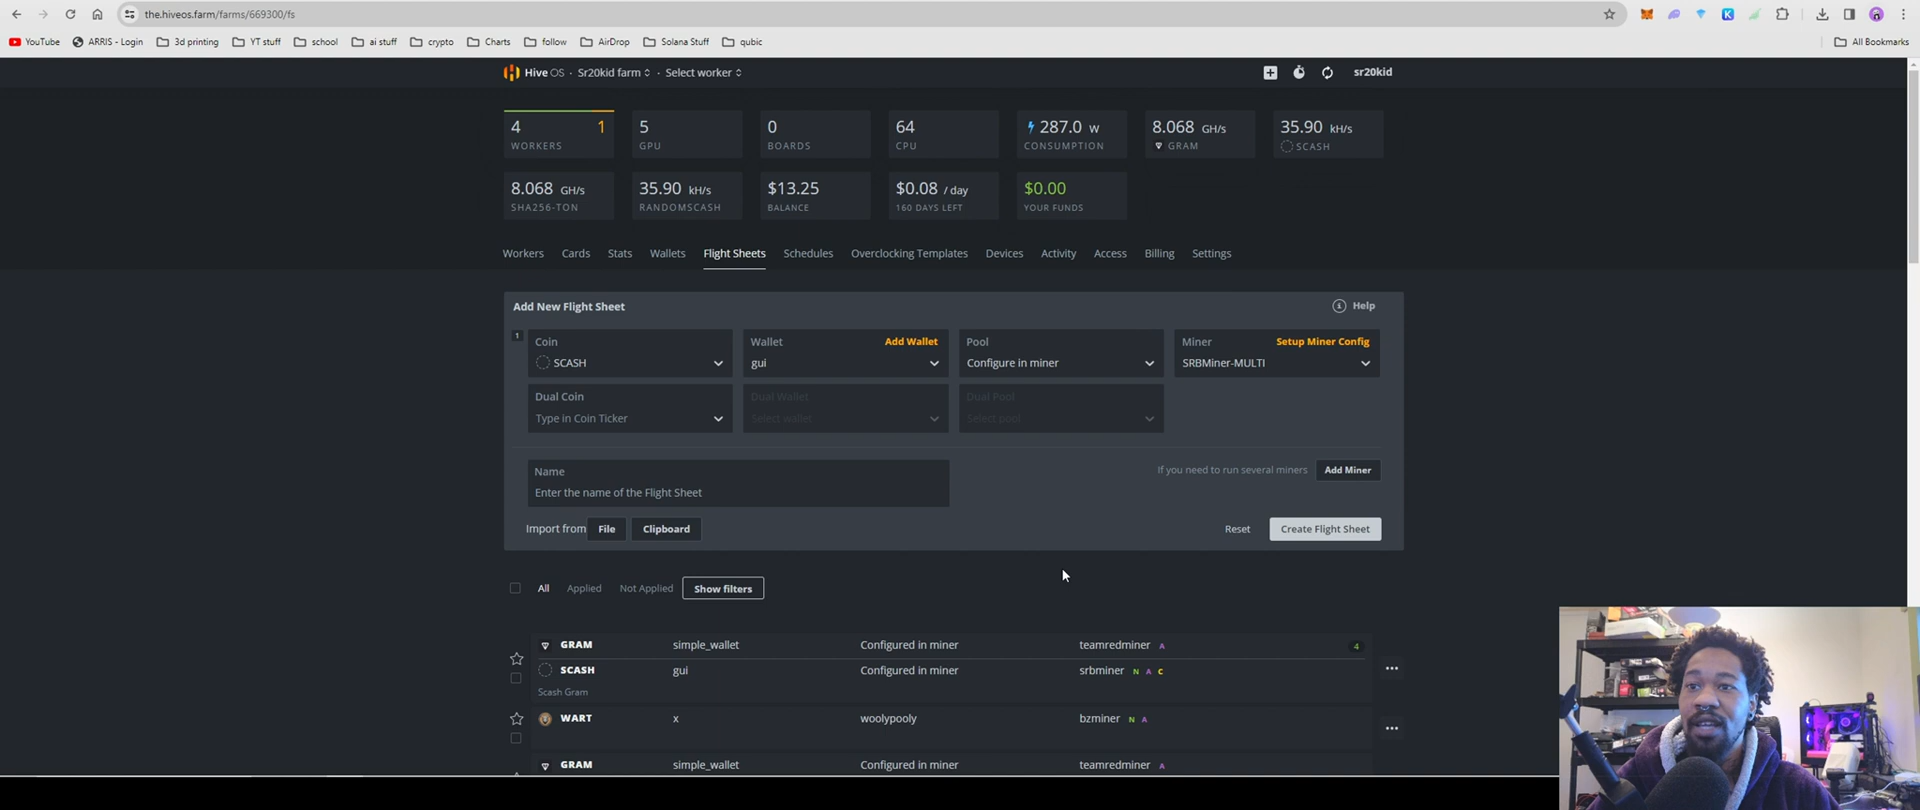 the.hiveos.farm/farms/669300/fs
YouTube ARRIS - Login 3d printing YT stuff school ai stuff crypto Charts follow AirDrop Solana Stuff qubic All Bookmarks
Hive OS · Sr20kid farm · Select worker sr20kid
4 1 5 0 64 287.0 W 8.068 GH/s 35.90 kH/s
WORKERS GPU BOARDS CPU CONSUMPTION GRAM SCASH
8.068 GH/s 35.90 kH/s $13.25 $0.08 / day $0.00
SHA256-TON RANDOMSCASH BALANCE 160 DAYS LEFT YOUR FUNDS
Workers Cards Stats Wallets Flight Sheets Schedules Overclocking Templates Devices Activity Access Billing Settings
Add New Flight Sheet Help
1 Coin Wallet Add Wallet Pool Miner Setup Miner Config
SCASH gui Configure in miner SRBMiner-MULTI
Dual Coin Dual Wallet Dual Pool
Type in Coin Ticker Select wallet Select pool
Name If you need to run several miners Add Miner
Enter the name of the Flight Sheet
Import from File Clipboard Reset Create Flight Sheet
All Applied Not Applied Show filters
GRAM simple_wallet Configured in miner teamredminer A 4
SCASH gui Configured in miner srbminer N A C
Scash Gram
WART x woolypooly bzminer N A
GRAM simple_wallet Configured in miner teamredminer A